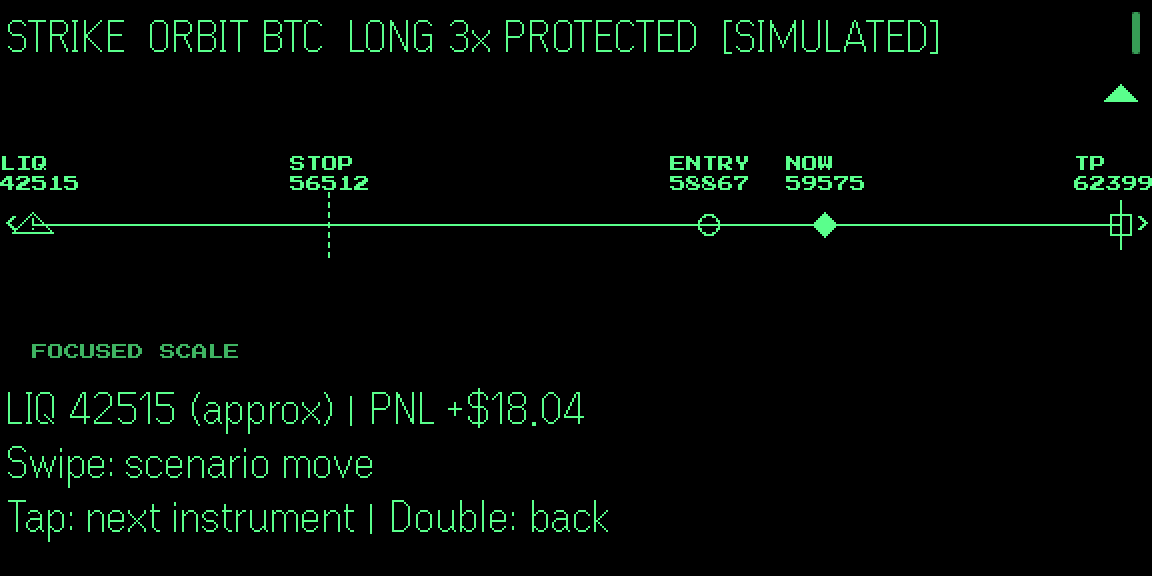 STRIKE ORBIT BTC LONG 3x PROTECTED [SIMULATED]
LIQ STOP ENTRY NOW TP
42515 56512 58867 59575 62399
FOCUSED SCALE
LIQ 42515 (approx) | PNL +$18.04
Swipe: scenario move
Tap: next instrument | Double: back